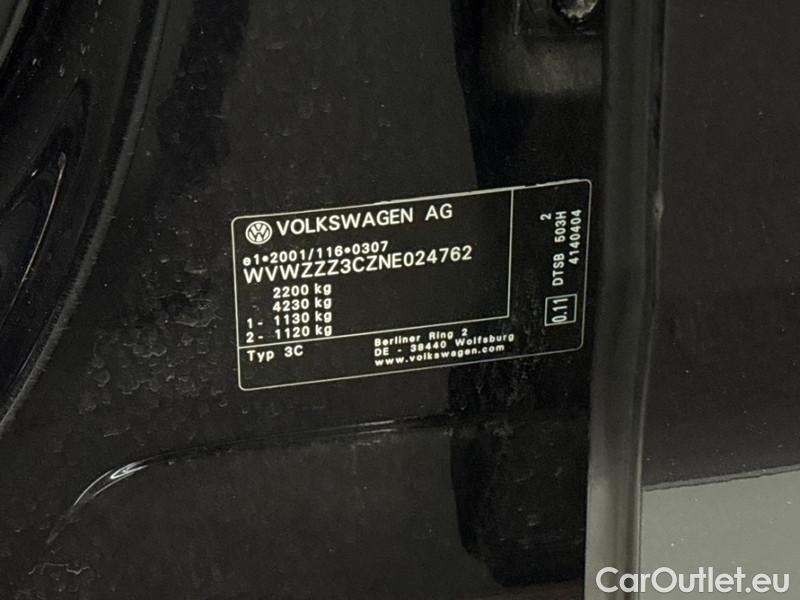 VOLKSWAGEN AG
e1*2001/116*0307
WVWZZZ3CZNE024762
2200 kg
4230 kg
1 - 1130 kg
2 - 1120 kg
Typ 3C
Berliner Ring 2
DE - 38440 Wolfsburg
www.volkswagen.com
0.11
DTSB 503H
2
4140404
CarOutlet.eu